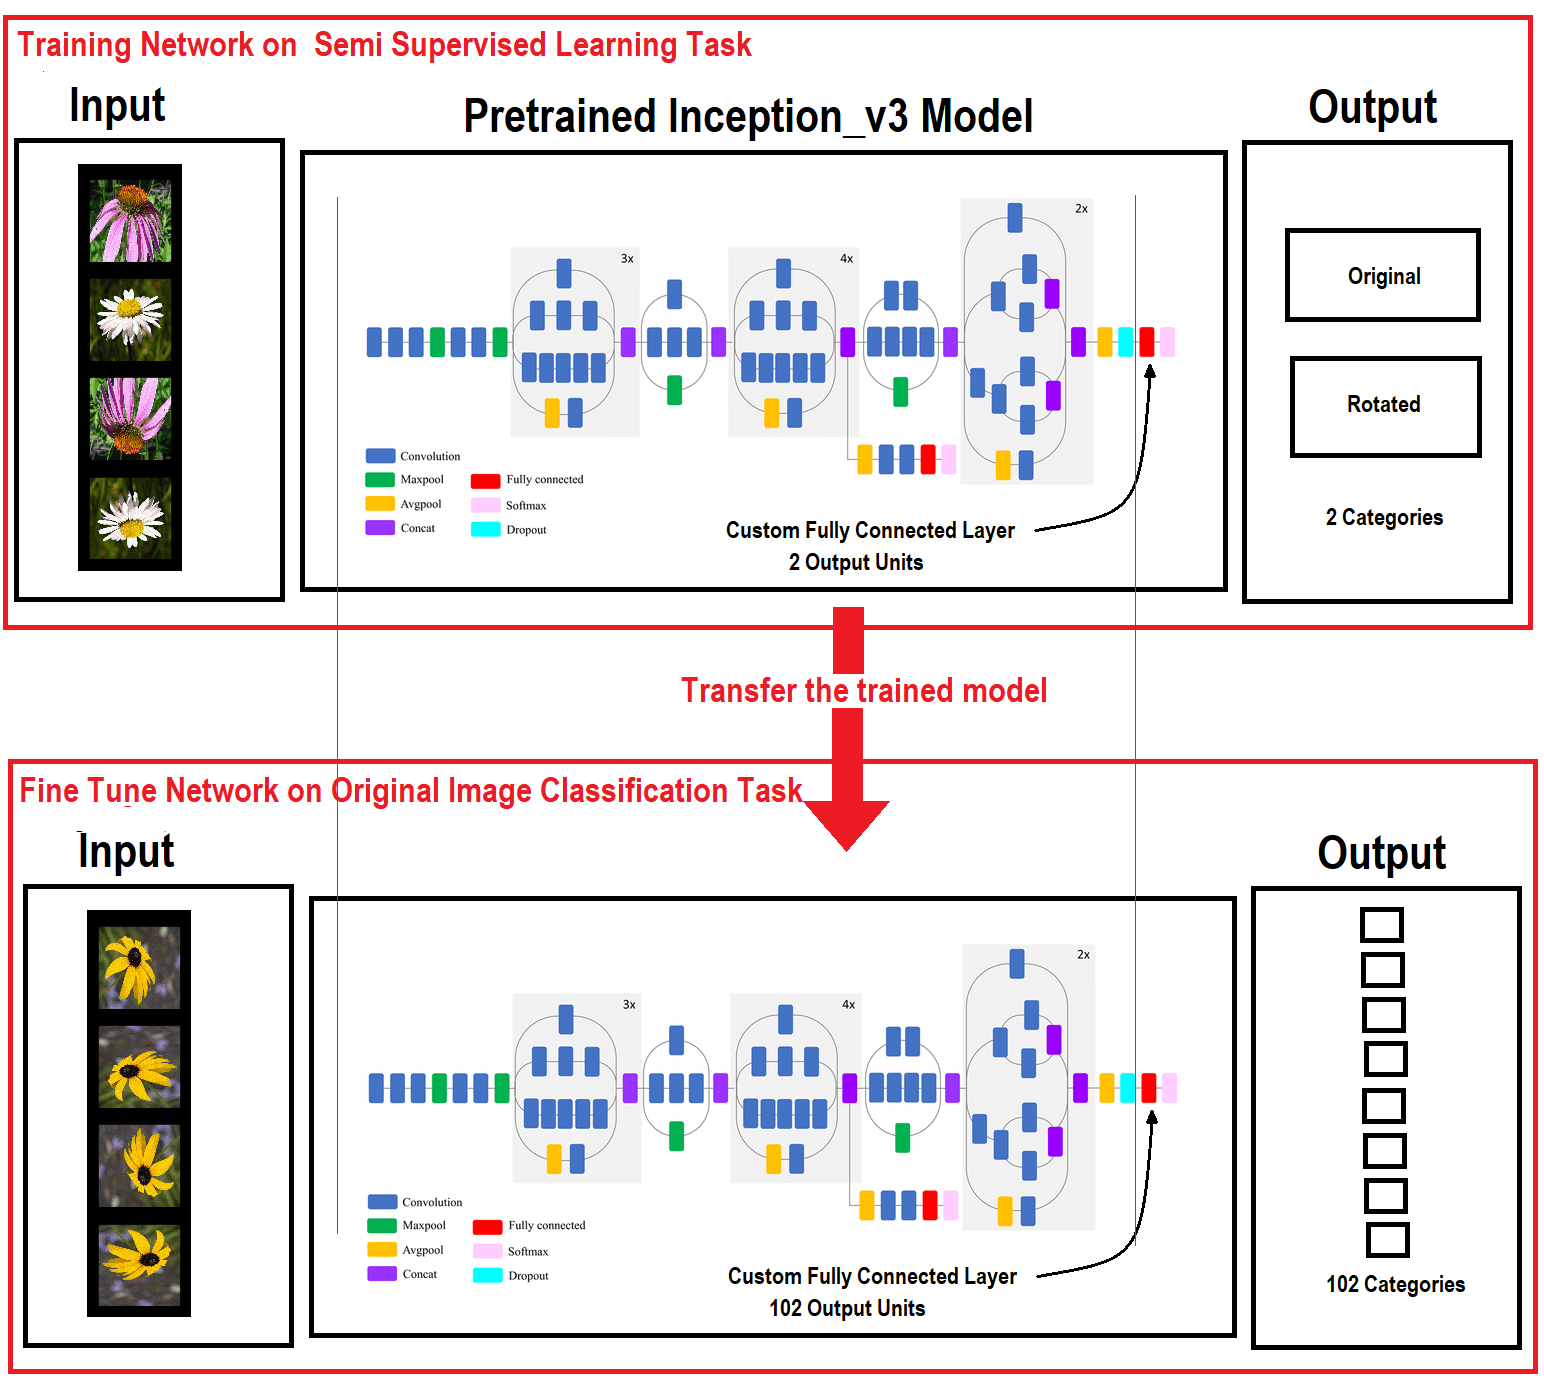 Training Network on  Semi Supervised Learning Task
Input
Pretrained Inception_v3 Model
Output
3x
4x
2x
Original
Rotated
2 Categories
Convolution
Maxpool
Fully connected
Avgpool
Softmax
Concat
Dropout
Custom Fully Connected Layer
2 Output Units
Transfer the trained model
Fine Tune Network on Original Image Classification Task
Input
Output
3x
4x
2x
Convolution
Maxpool
Fully connected
Avgpool
Softmax
Concat
Dropout
Custom Fully Connected Layer
102 Output Units
102 Categories